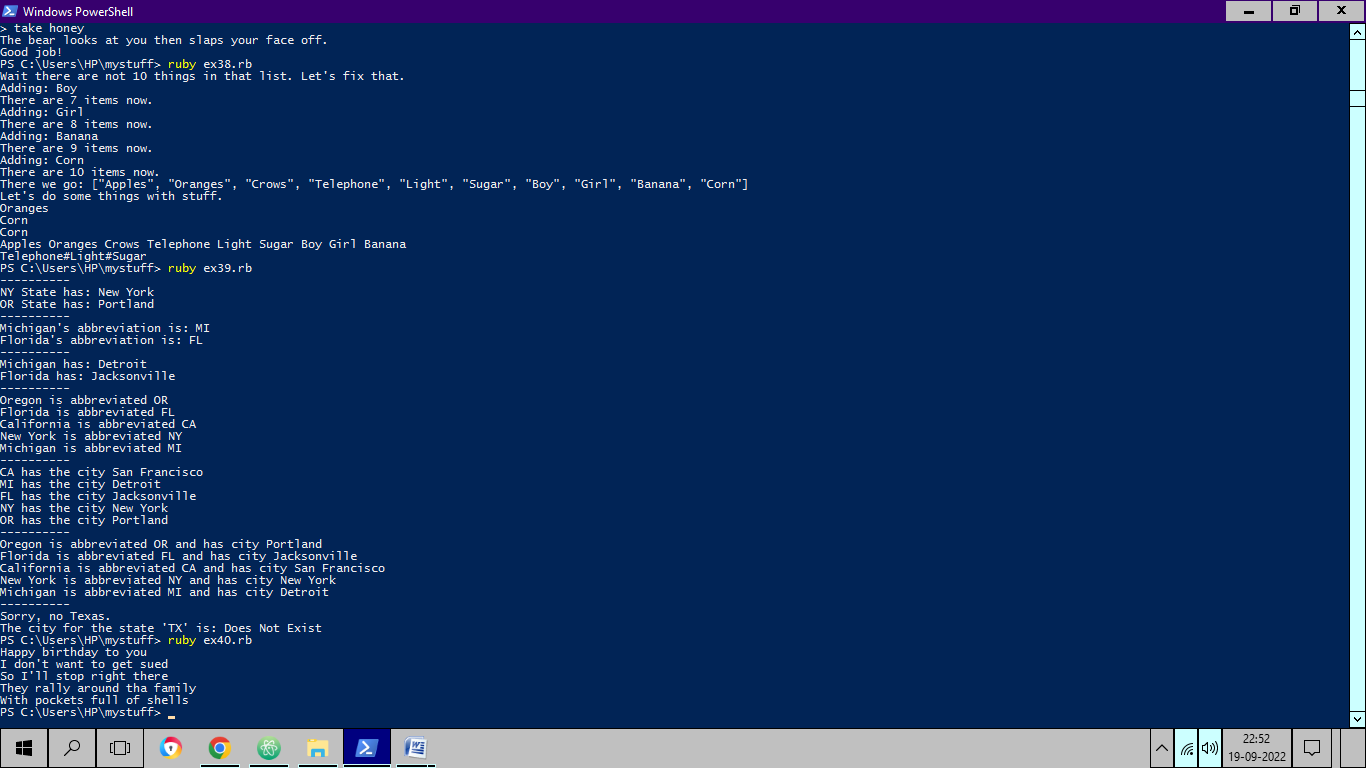 Windows PowerShell
> take honey
The bear looks at you then slaps your face off.
Good job!
PS C:\Users\HP\mystuff> ruby ex38.rb
Wait there are not 10 things in that list. Let's fix that.
Adding: Boy
There are 7 items now.
Adding: Girl
There are 8 items now.
Adding: Banana
There are 9 items now.
Adding: Corn
There are 10 items now.
There we go: ["Apples", "Oranges", "Crows", "Telephone", "Light", "Sugar", "Boy", "Girl", "Banana", "Corn"]
Let's do some things with stuff.
Oranges
Corn
Corn
Apples Oranges Crows Telephone Light Sugar Boy Girl Banana
Telephone#Light#Sugar
PS C:\Users\HP\mystuff> ruby ex39.rb
----------
NY State has: New York
OR State has: Portland
----------
Michigan's abbreviation is: MI
Florida's abbreviation is: FL
----------
Michigan has: Detroit
Florida has: Jacksonville
----------
Oregon is abbreviated OR
Florida is abbreviated FL
California is abbreviated CA
New York is abbreviated NY
Michigan is abbreviated MI
----------
CA has the city San Francisco
MI has the city Detroit
FL has the city Jacksonville
NY has the city New York
OR has the city Portland
----------
Oregon is abbreviated OR and has city Portland
Florida is abbreviated FL and has city Jacksonville
California is abbreviated CA and has city San Francisco
New York is abbreviated NY and has city New York
Michigan is abbreviated MI and has city Detroit
----------
Sorry, no Texas.
The city for the state 'TX' is: Does Not Exist
PS C:\Users\HP\mystuff> ruby ex40.rb
Happy birthday to you
I don't want to get sued
So I'll stop right there
They rally around tha family
With pockets full of shells
PS C:\Users\HP\mystuff>
22:52
19-09-2022